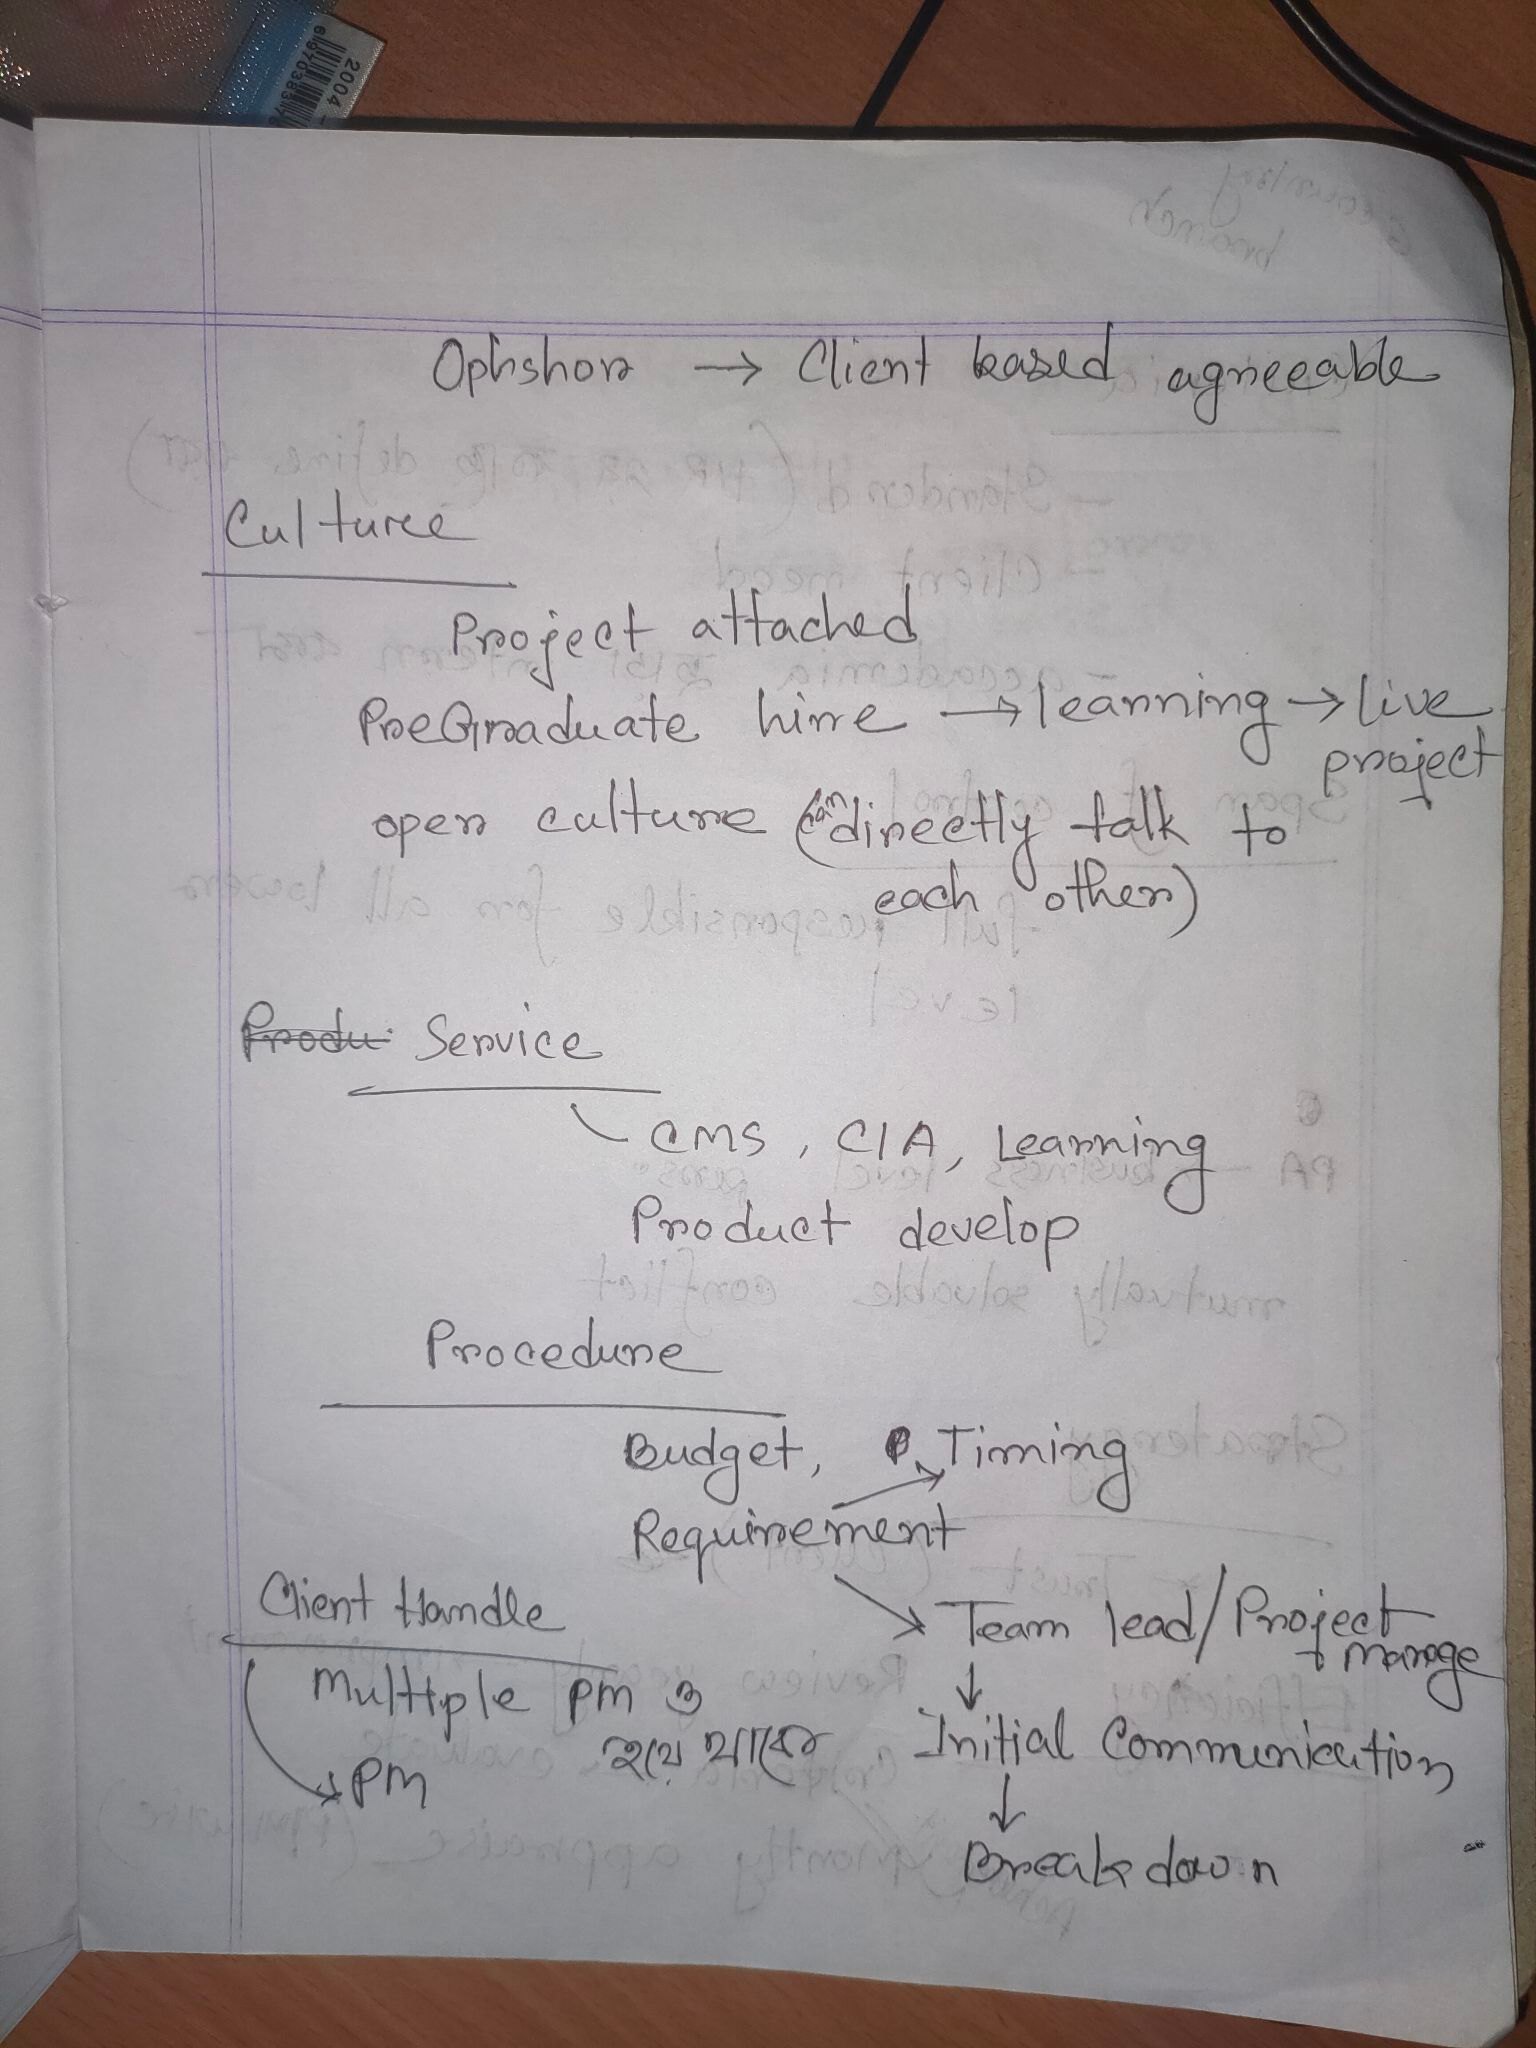 Ophshore → Client based agreeable
Culture
Project attached
PreGraduate hire → learning → live
project
open culture (can directly talk to
each other)
Produ Service
CMS, CIA, Learning
Product develop
Procedure
Budget, Timing
Requirement
Client Handle
Team lead/Project
Manage
Multiple PM ও
হয়ে থাকে
Initial Communication
PM
Breakdown